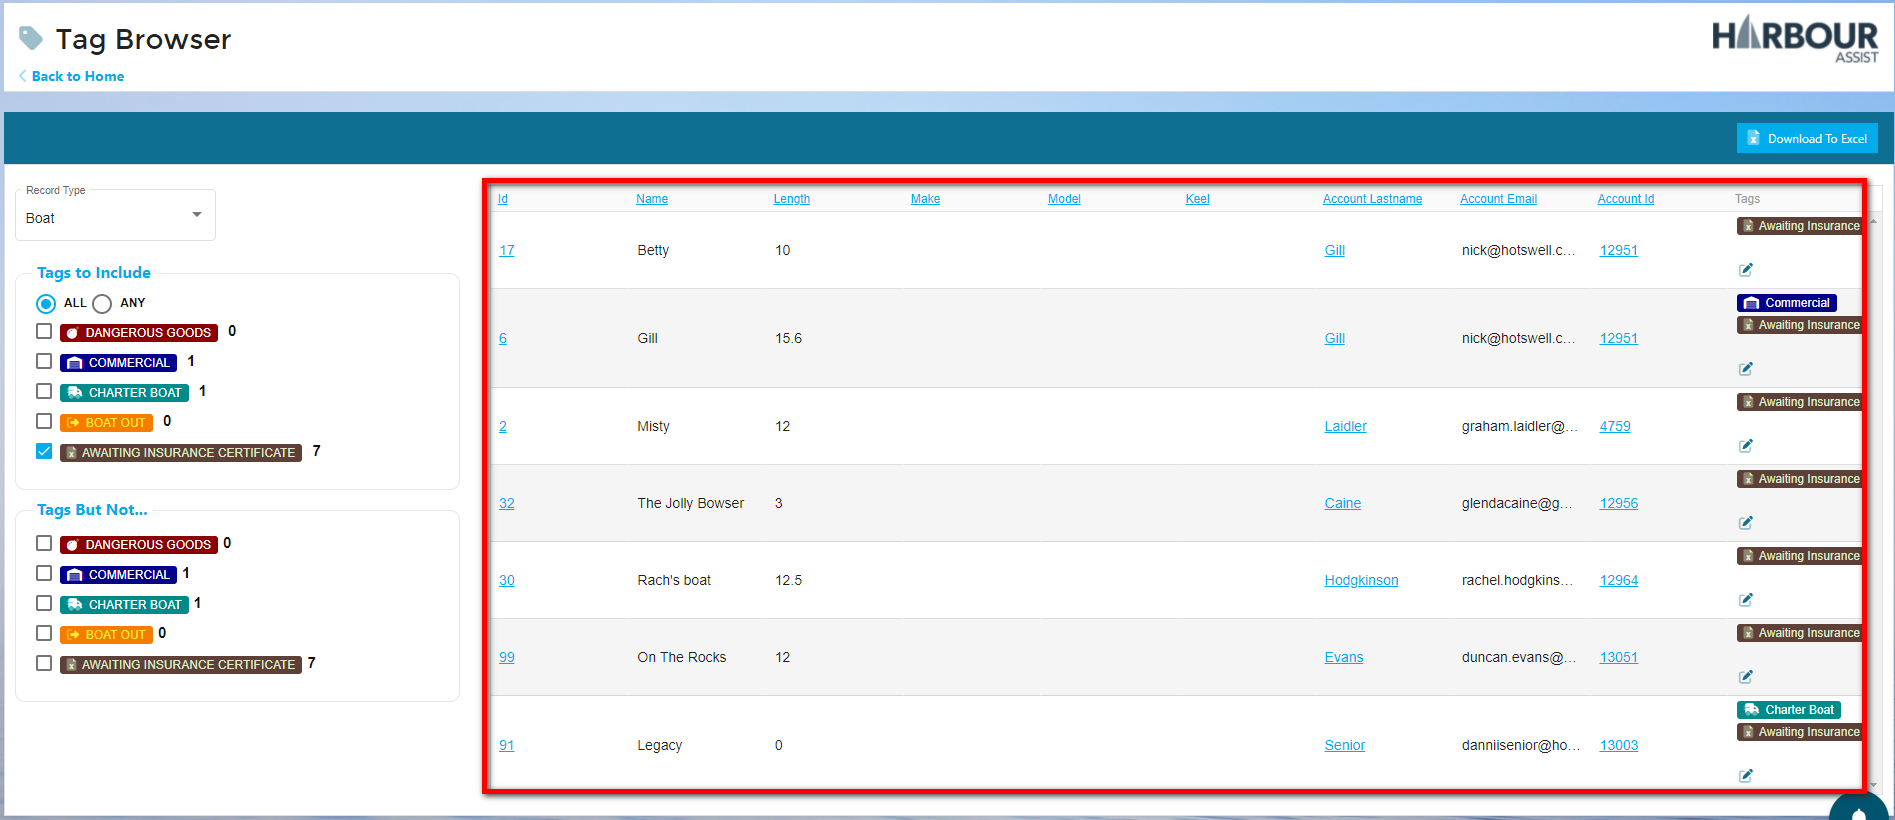 Tag Browser
HARBOUR
ASSIST
Back to Home
Download To Excel
Record Type
Boat
Tags to Include
ALL ANY
DANGEROUS GOODS 0
COMMERCIAL 1
CHARTER BOAT 1
BOAT OUT 0
AWAITING INSURANCE CERTIFICATE 7
Tags But Not...
DANGEROUS GOODS 0
COMMERCIAL 1
CHARTER BOAT 1
BOAT OUT 0
AWAITING INSURANCE CERTIFICATE 7
Id Name Length Make Model Keel Account Lastname Account Email Account Id Tags
Awaiting Insurance
17 Betty 10 Gill nick@hotswell.c... 12951
Commercial
Awaiting Insurance
6 Gill 15.6 Gill nick@hotswell.c... 12951
Awaiting Insurance
2 Misty 12 Laidler graham.laidler@... 4759
Awaiting Insurance
32 The Jolly Bowser 3 Caine glendacaine@g... 12956
Awaiting Insurance
30 Rach's boat 12.5 Hodgkinson rachel.hodgkins... 12964
Awaiting Insurance
99 On The Rocks 12 Evans duncan.evans@... 13051
Charter Boat
Awaiting Insurance
91 Legacy 0 Senior danniisenior@ho... 13003